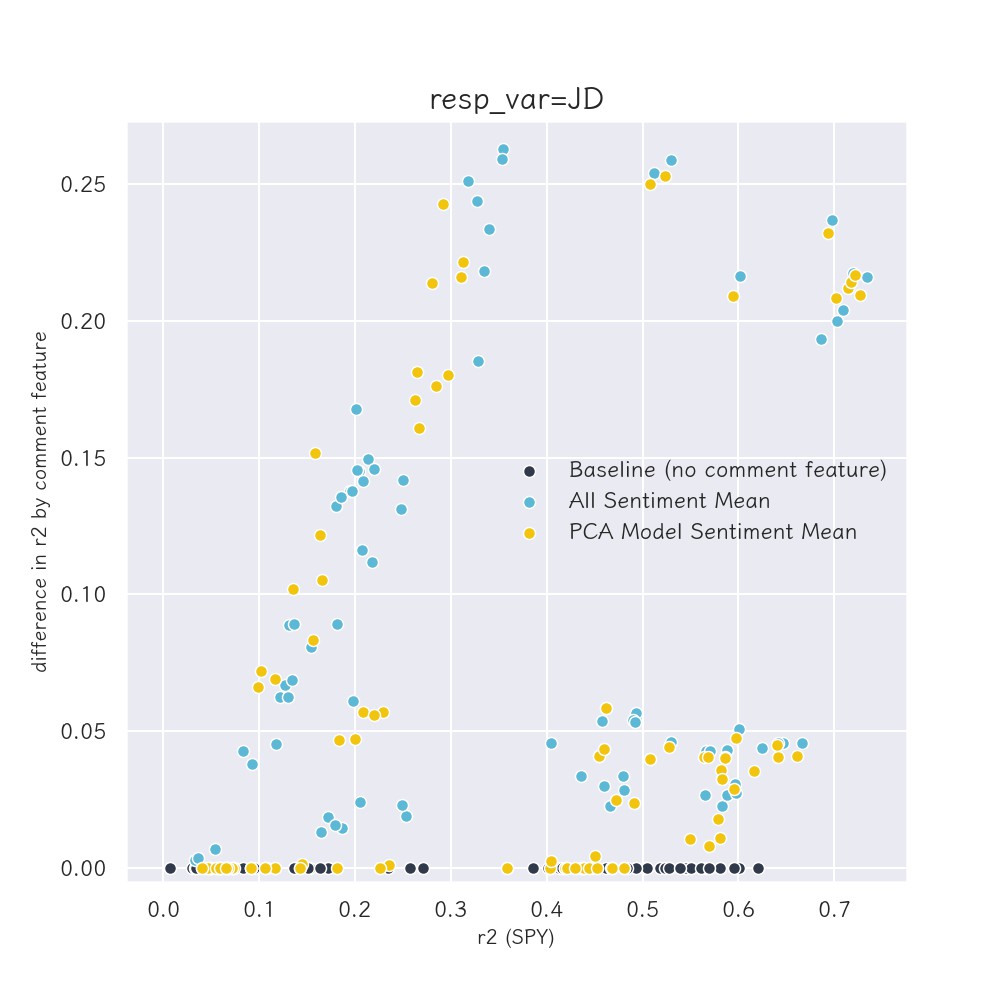 resp_var=JD
difference in r2 by comment feature
0.25
0.20
0.15
0.10
0.05
0.00
Baseline (no comment feature)
All Sentiment Mean
PCA Model Sentiment Mean
0.0 0.1 0.2 0.3 0.4 0.5 0.6 0.7
r2 (SPY)